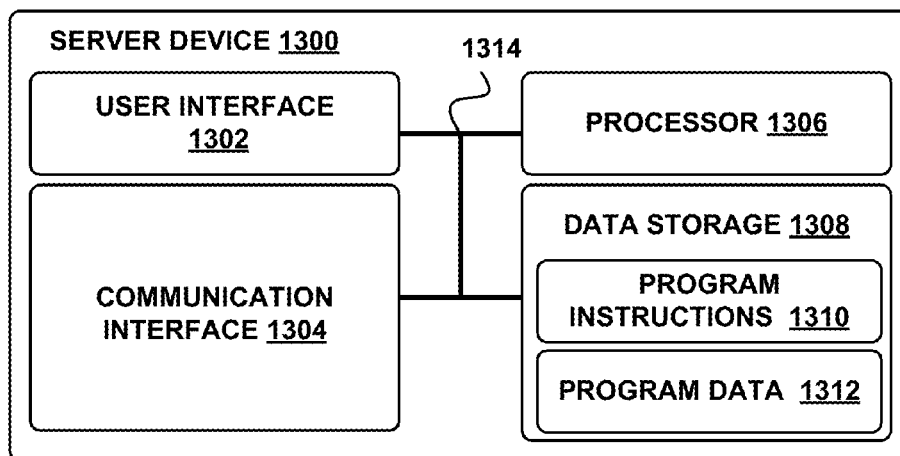 SERVER DEVICE 1300
1314
USER INTERFACE
1302
PROCESSOR 1306
COMMUNICATION
INTERFACE 1304
DATA STORAGE 1308
PROGRAM
INSTRUCTIONS 1310
PROGRAM DATA 1312